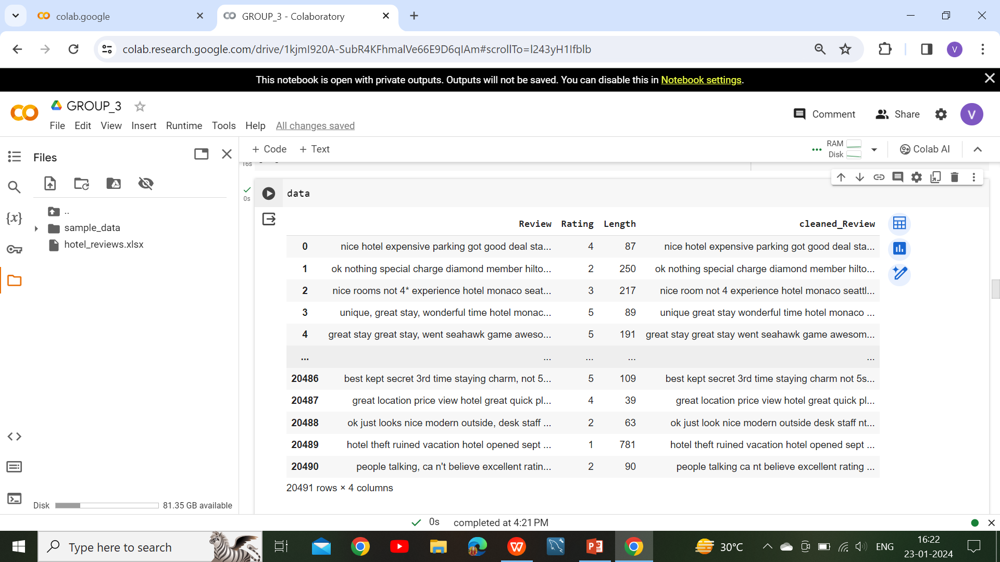 colab.google
GROUP_3 - Colaboratory
colab.research.google.com/drive/1kjmI920A-SubR4KFhmalVe66E9D6qIAm#scrollTo=l243yH1Ifblb
This notebook is open with private outputs. Outputs will not be saved. You can disable this in Notebook settings.
GROUP_3
Comment Share V
File Edit View Insert Runtime Tools Help All changes saved
Files
+ Code + Text
RAM
Disk
Colab AI
16s
..
sample_data
hotel_reviews.xlsx
{x}
0s
data
Review Rating Length cleaned_Review
0 nice hotel expensive parking got good deal sta... 4 87 nice hotel expensive parking got good deal sta...
1 ok nothing special charge diamond member hilto... 2 250 ok nothing special charge diamond member hilto...
2 nice rooms not 4* experience hotel monaco seat... 3 217 nice room not 4 experience hotel monaco seattl...
3 unique, great stay, wonderful time hotel monac... 5 89 unique great stay wonderful time hotel monaco ...
4 great stay great stay, went seahawk game aweso... 5 191 great stay great stay went seahawk game awesom...
... ... ... ... ...
20486 best kept secret 3rd time staying charm, not 5... 5 109 best kept secret 3rd time staying charm not 5s...
20487 great location price view hotel great quick pl... 4 39 great location price view hotel great quick pl...
20488 ok just looks nice modern outside, desk staff ... 2 63 ok just look nice modern outside desk staff nt...
20489 hotel theft ruined vacation hotel opened sept ... 1 781 hotel theft ruined vacation hotel opened sept ...
20490 people talking, ca n't believe excellent ratin... 2 90 people talking ca nt believe excellent rating ...
20491 rows × 4 columns
Disk 81.35 GB available
0s completed at 4:21 PM
Type here to search
30°C
ENG
16:22
23-01-2024